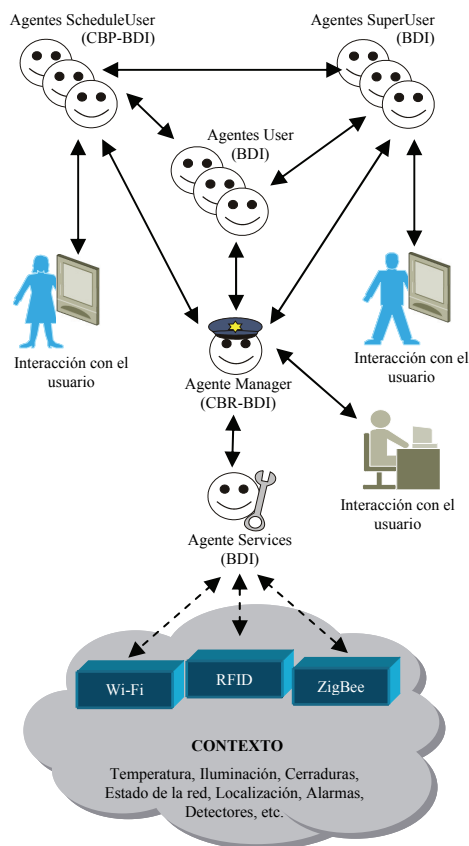 Agentes ScheduleUser
(CBP-BDI)
Agentes SuperUser
(BDI)
Agentes User
(BDI)
Interacción con el
usuario
Interacción con el
usuario
Agente Manager
(CBR-BDI)
Interacción con el
usuario
Agente Services
(BDI)
Wi-Fi
RFID
ZigBee
CONTEXTO
Temperatura, Iluminación, Cerraduras,
Estado de la red, Localización, Alarmas,
Detectores, etc.